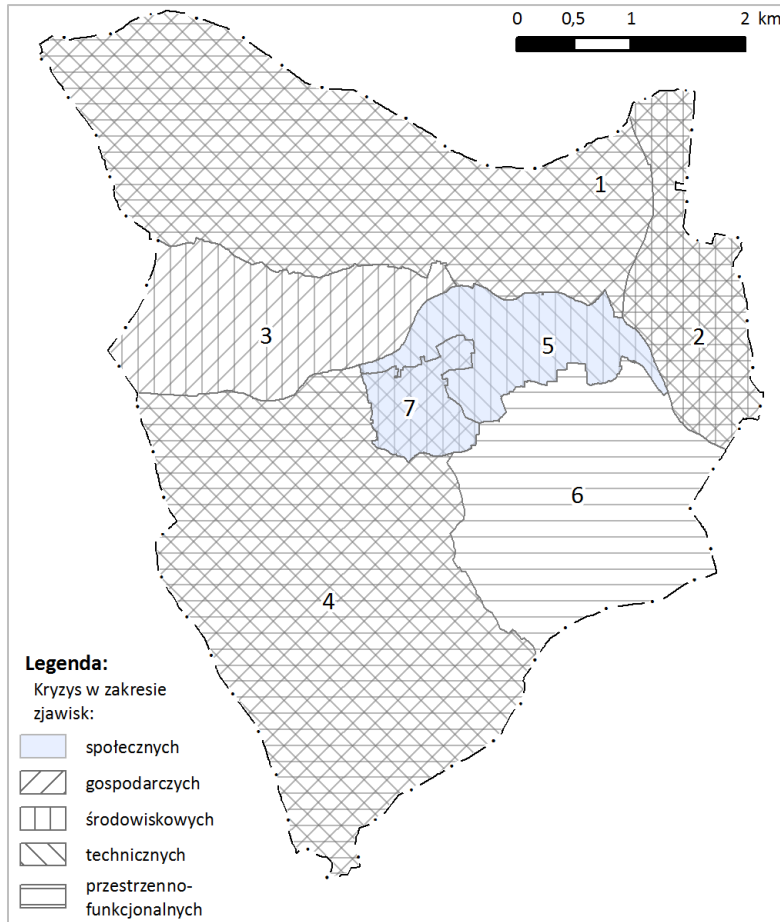 0 0,5 1 2 km
1
2
3
5
7
6
4
Legenda:
Kryzys w zakresie
zjawisk:
społecznych
gospodarczych
środowiskowych
technicznych
przestrzenno-
funkcjonalnych